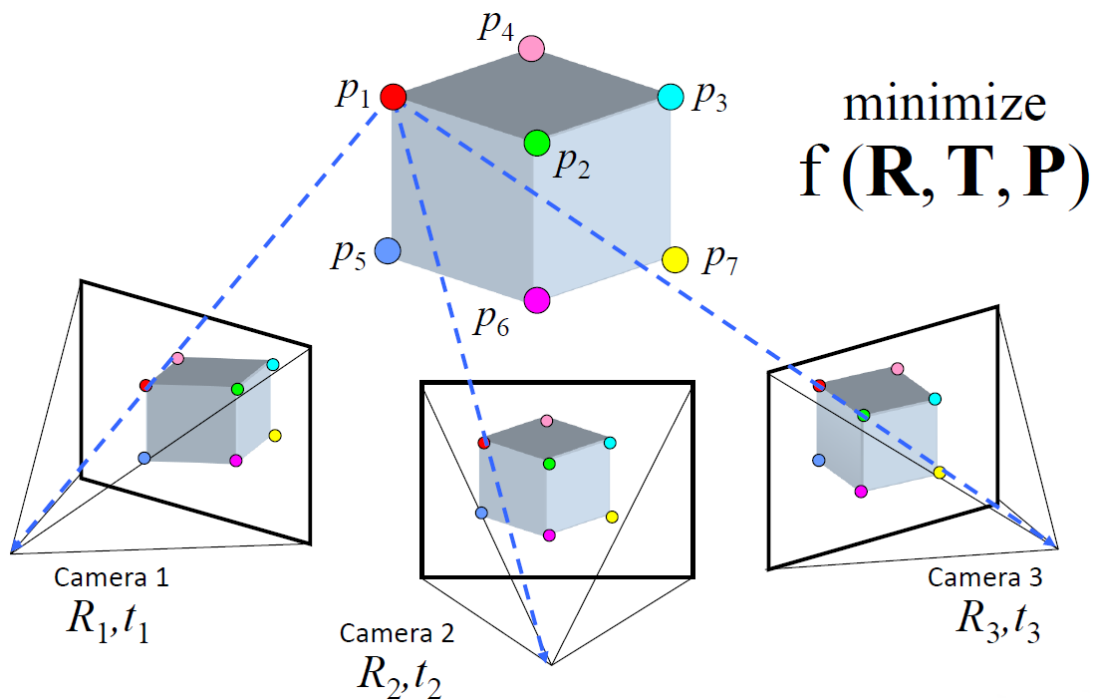 p4
p1
p3
p2
p5
p7
p6
minimize
f (R, T, P)
Camera 1
R1,t1
Camera 2
R2,t2
Camera 3
R3,t3